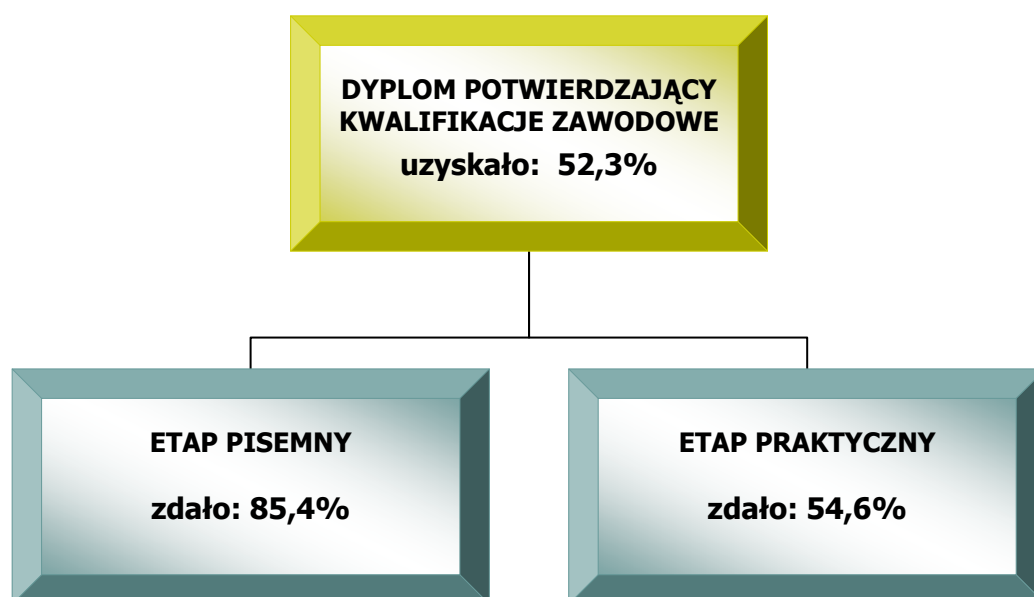 DYPLOM POTWIERDZAJĄCY
KWALIFIKACJE ZAWODOWE
uzyskało: 52,3%
ETAP PISEMNY
zdało: 85,4%
ETAP PRAKTYCZNY
zdało: 54,6%